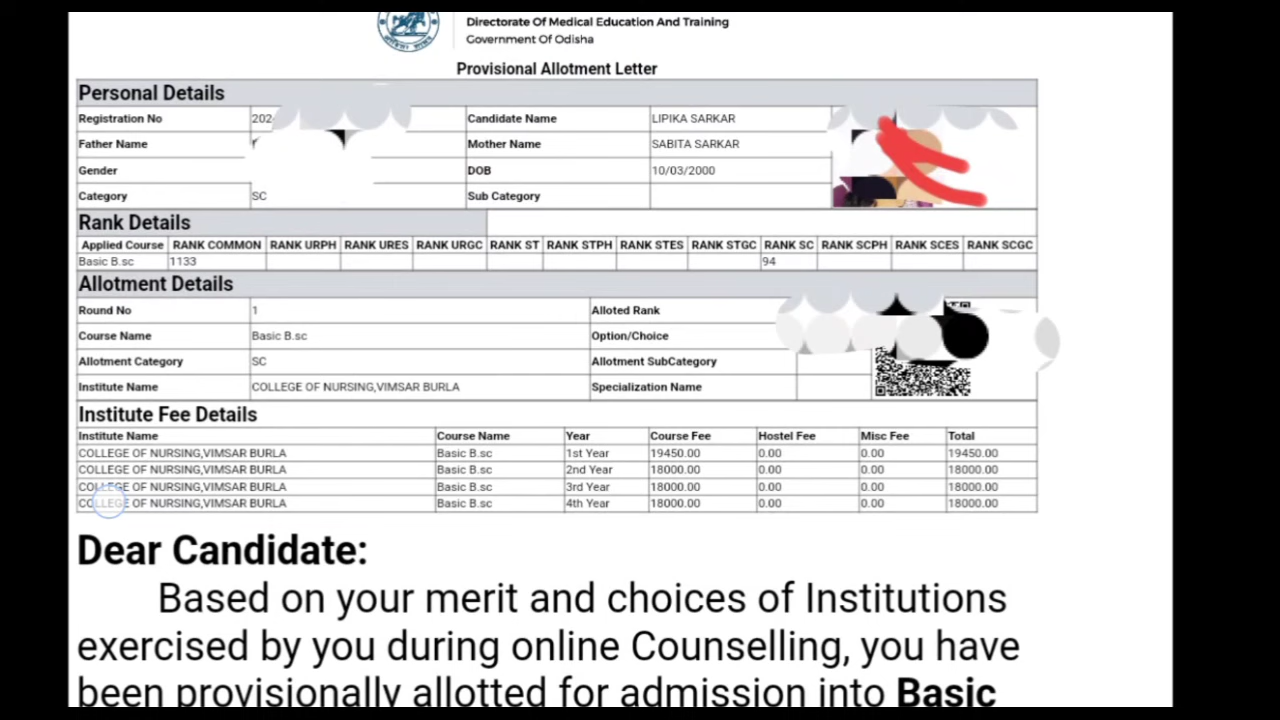 Directorate Of Medical Education And Training
Government Of Odisha
Provisional Allotment Letter
Personal Details
Registration No 202 Candidate Name LIPIKA SARKAR
Father Name Mother Name SABITA SARKAR
Gender DOB 10/03/2000
Category SC Sub Category
Rank Details
Applied Course RANK COMMON RANK URPH RANK URES RANK URGC RANK ST RANK STPH RANK STES RANK STGC RANK SC RANK SCPH RANK SCES RANK SCGC
Basic B.sc 1133 94
Allotment Details
Round No 1 Alloted Rank
Course Name Basic B.sc Option/Choice
Allotment Category SC Allotment SubCategory
Institute Name COLLEGE OF NURSING,VIMSAR BURLA Specialization Name
Institute Fee Details
Institute Name Course Name Year Course Fee Hostel Fee Misc Fee Total
COLLEGE OF NURSING,VIMSAR BURLA Basic B.sc 1st Year 19450.00 0.00 0.00 19450.00
COLLEGE OF NURSING,VIMSAR BURLA Basic B.sc 2nd Year 18000.00 0.00 0.00 18000.00
COLLEGE OF NURSING,VIMSAR BURLA Basic B.sc 3rd Year 18000.00 0.00 0.00 18000.00
COLLEGE OF NURSING,VIMSAR BURLA Basic B.sc 4th Year 18000.00 0.00 0.00 18000.00
Dear Candidate:
Based on your merit and choices of Institutions
exercised by you during online Counselling, you have
been provisionally allotted for admission into Basic